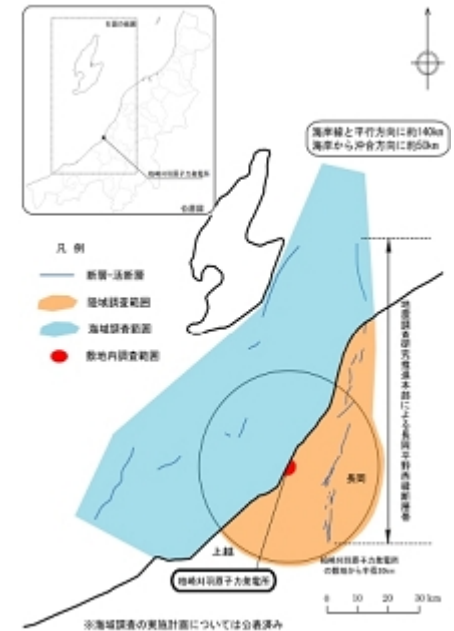 位置図
柏崎刈羽原子力発電所
海岸線と平行方向に約140km
海岸から沖合方向に約50km
凡 例
断層・活断層
陸域調査範囲
海域調査範囲
敷地内調査範囲
地震調査研究推進本部による長岡平野西縁断層帯
長岡
上越
柏崎刈羽原子力発電所
柏崎刈羽原子力発電所
の敷地から半径30km
0 10 20 30 km
※海域調査の実施計画については公表済み